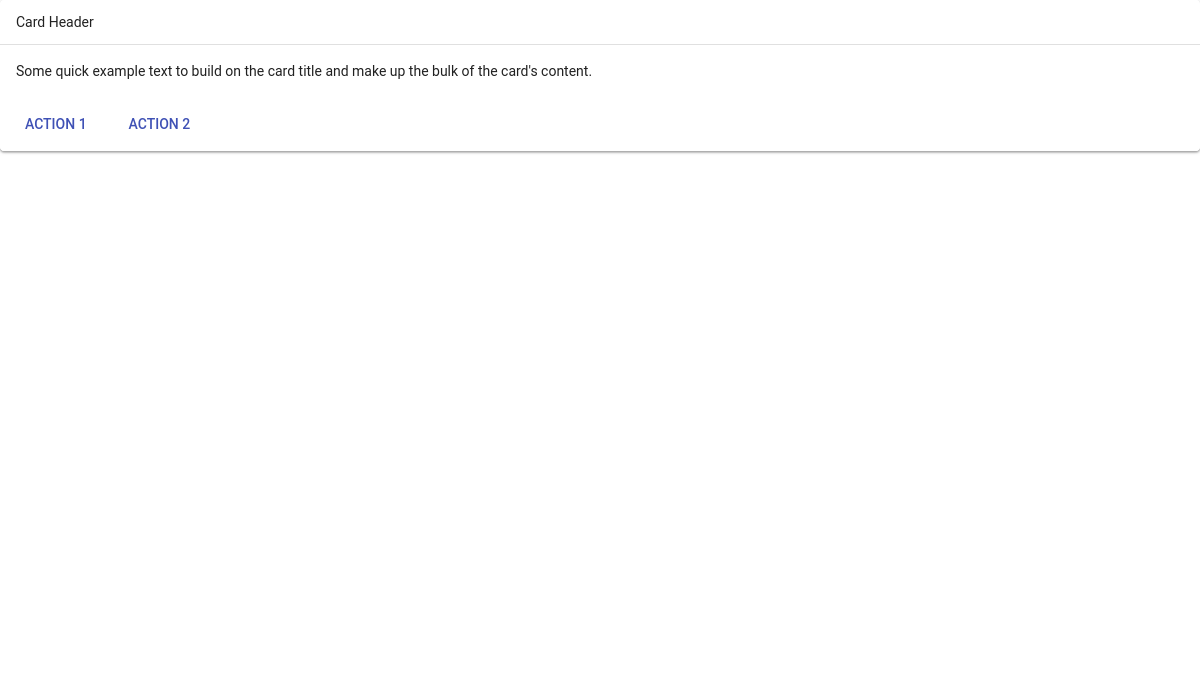 Card Header
Some quick example text to build on the card title and make up the bulk of the card's content.
ACTION 1
ACTION 2